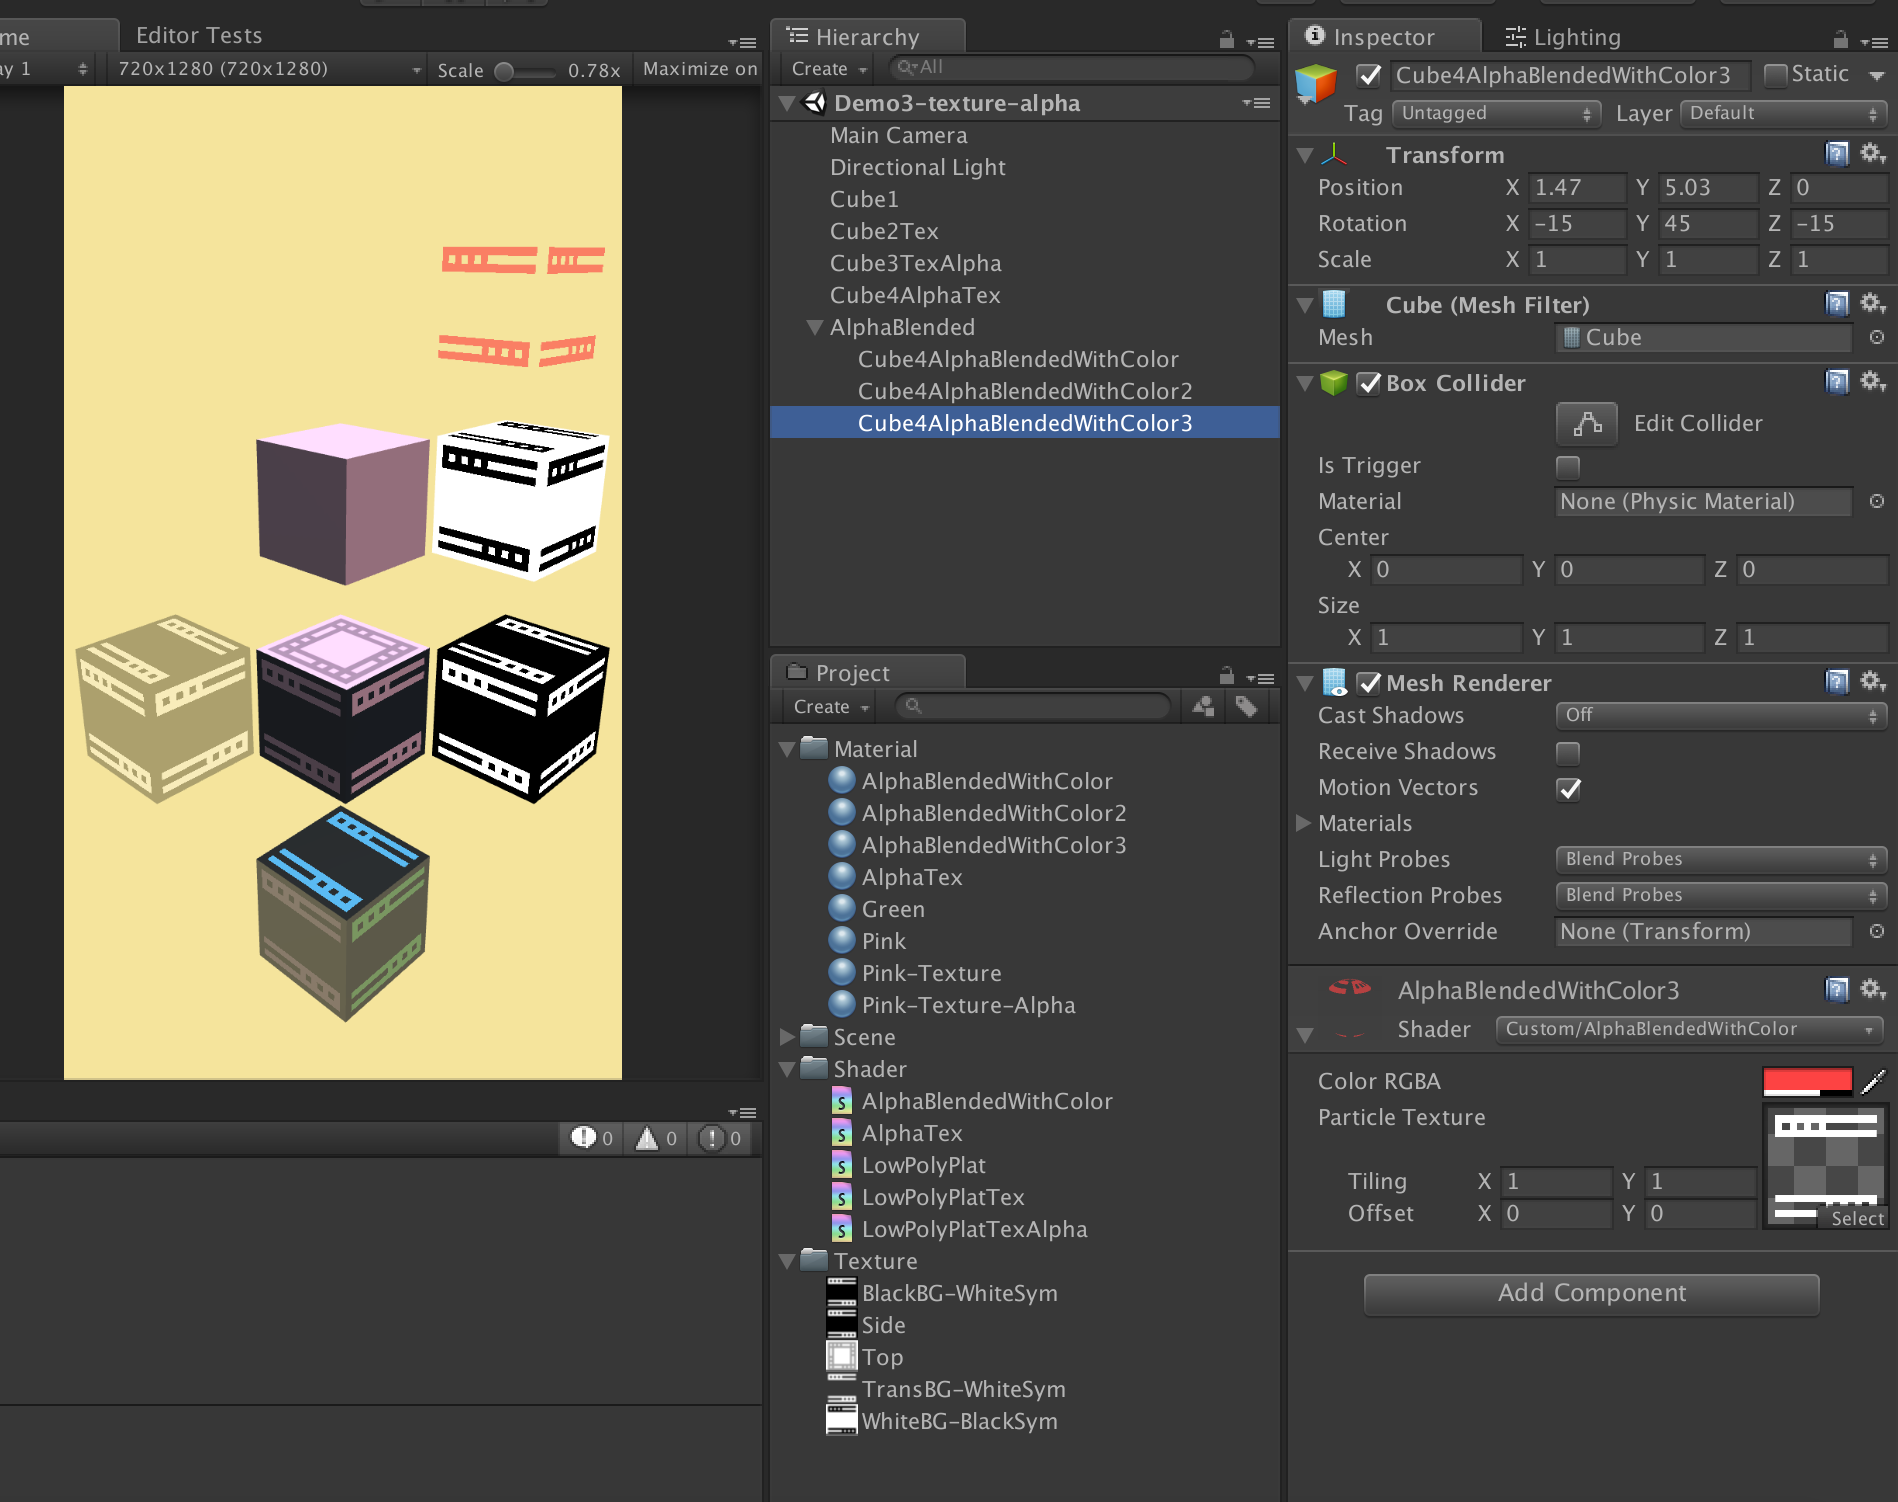 me
Editor Tests
ay 1
720x1280 (720x1280)
Scale
0.78x
Maximize on
0
0
0
Hierarchy
Create
All
Demo3-texture-alpha
Main Camera
Directional Light
Cube1
Cube2Tex
Cube3TexAlpha
Cube4AlphaTex
AlphaBlended
Cube4AlphaBlendedWithColor
Cube4AlphaBlendedWithColor2
Cube4AlphaBlendedWithColor3
Project
Create
Material
AlphaBlendedWithColor
AlphaBlendedWithColor2
AlphaBlendedWithColor3
AlphaTex
Green
Pink
Pink-Texture
Pink-Texture-Alpha
Scene
Shader
S AlphaBlendedWithColor
S AlphaTex
S LowPolyPlat
S LowPolyPlatTex
S LowPolyPlatTexAlpha
Texture
BlackBG-WhiteSym
Side
Top
TransBG-WhiteSym
WhiteBG-BlackSym
Inspector
Lighting
Cube4AlphaBlendedWithColor3
Static
Tag Untagged Layer Default
Transform
Position X 1.47 Y 5.03 Z 0
Rotation X -15 Y 45 Z -15
Scale X 1 Y 1 Z 1
Cube (Mesh Filter)
Mesh Cube
Box Collider
Edit Collider
Is Trigger
Material None (Physic Material)
Center
X 0 Y 0 Z 0
Size
X 1 Y 1 Z 1
Mesh Renderer
Cast Shadows Off
Receive Shadows
Motion Vectors
Materials
Light Probes Blend Probes
Reflection Probes Blend Probes
Anchor Override None (Transform)
AlphaBlendedWithColor3
Shader Custom/AlphaBlendedWithColor
Color RGBA
Particle Texture
Tiling X 1 Y 1
Offset X 0 Y 0
Select
Add Component